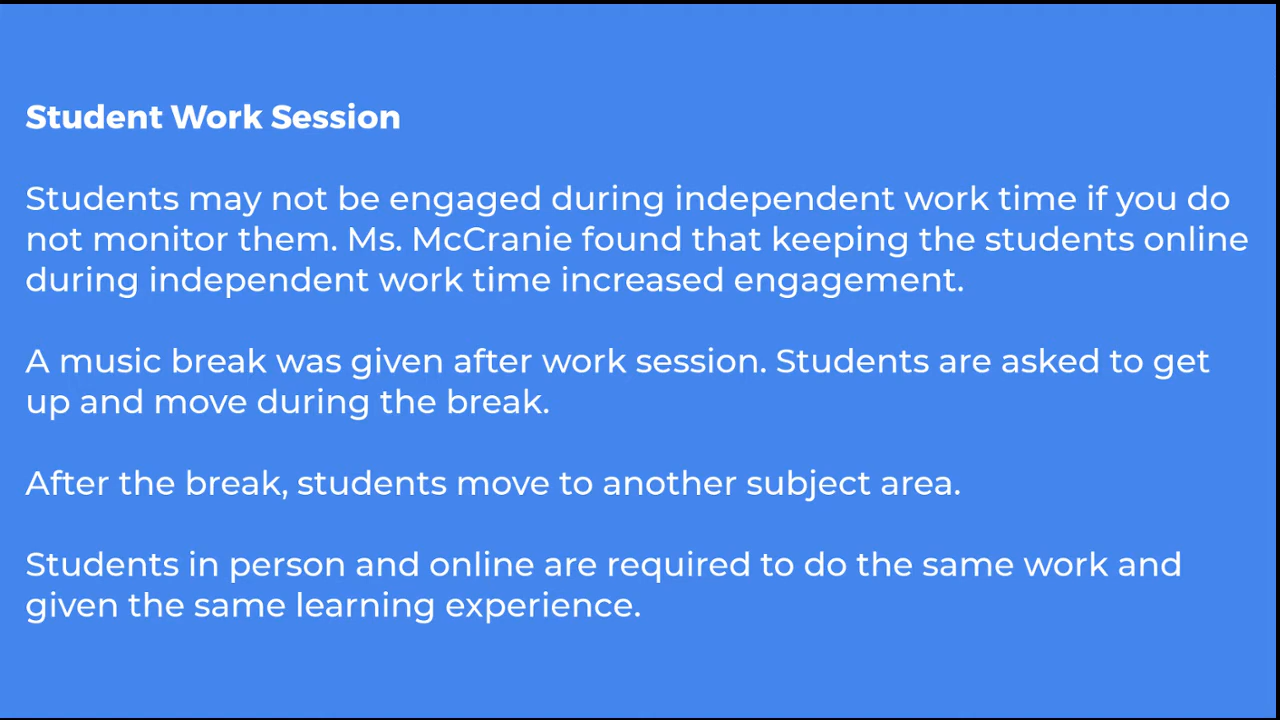 Student Work Session
Students may not be engaged during independent work time if you do
not monitor them. Ms. McCranie found that keeping the students online
during independent work time increased engagement.
A music break was given after work session. Students are asked to get
up and move during the break.
After the break, students move to another subject area.
Students in person and online are required to do the same work and
given the same learning experience.